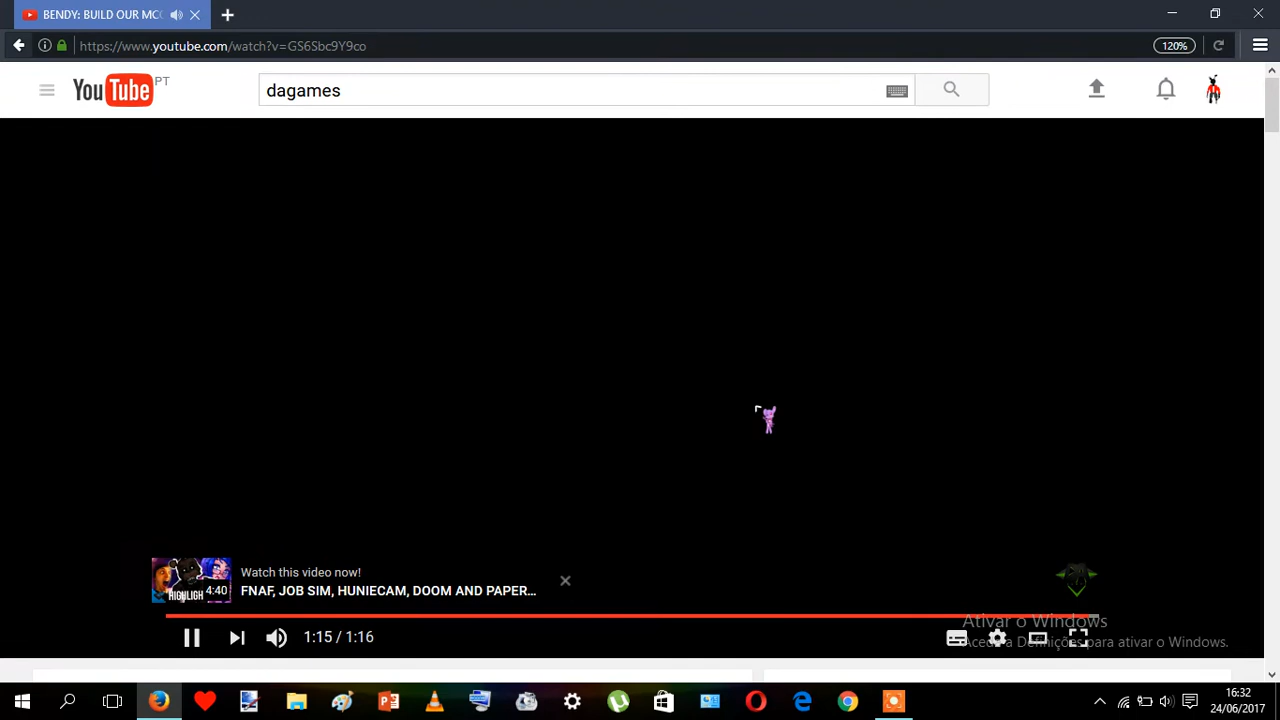 BENDY: BUILD OUR MC
https://www.youtube.com/watch?v=GS6Sbc9Y9co
120%
YouTube PT
dagames
Watch this video now!
FNAF, JOB SIM, HUNIECAM, DOOM AND PAPER...
HIGHLIGH
4:40
1:15 / 1:16
Ativar o Windows
Aceda a Definições para ativar o Windows.
16:32
24/06/2017